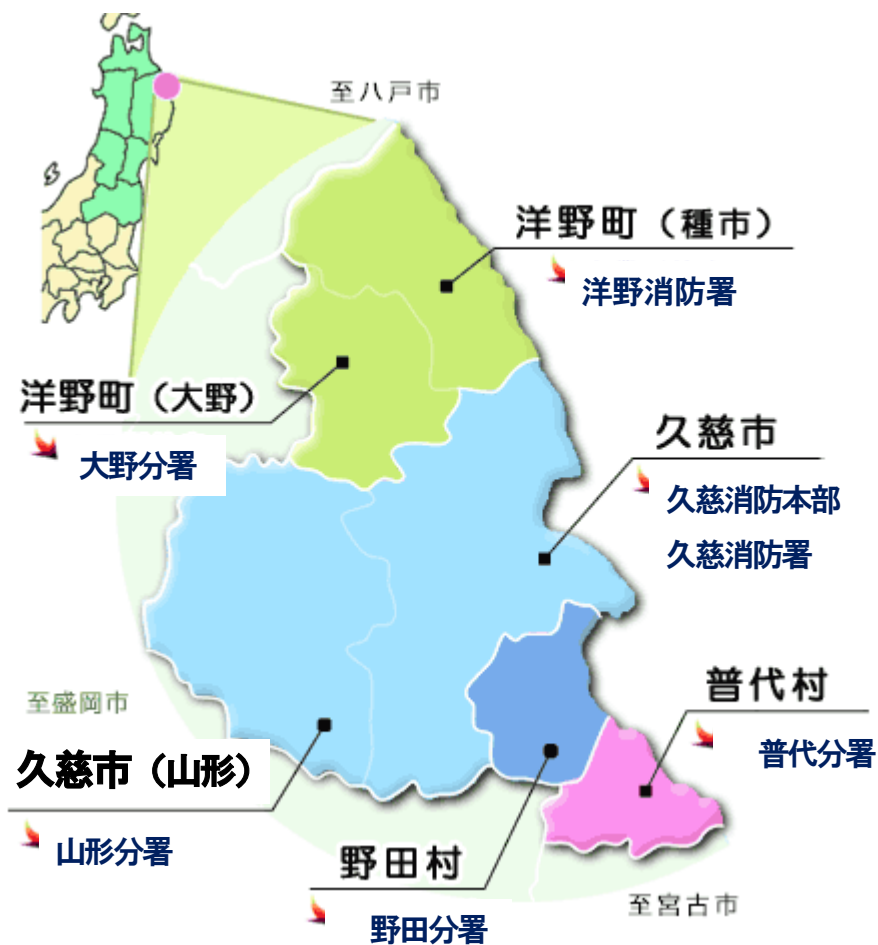 至八戸市
洋野町（種市）
洋野消防署
洋野町（大野）
大野分署
久慈市
久慈消防本部
久慈消防署
至盛岡市
普代村
普代分署
久慈市（山形）
山形分署
野田村
野田分署
至宮古市